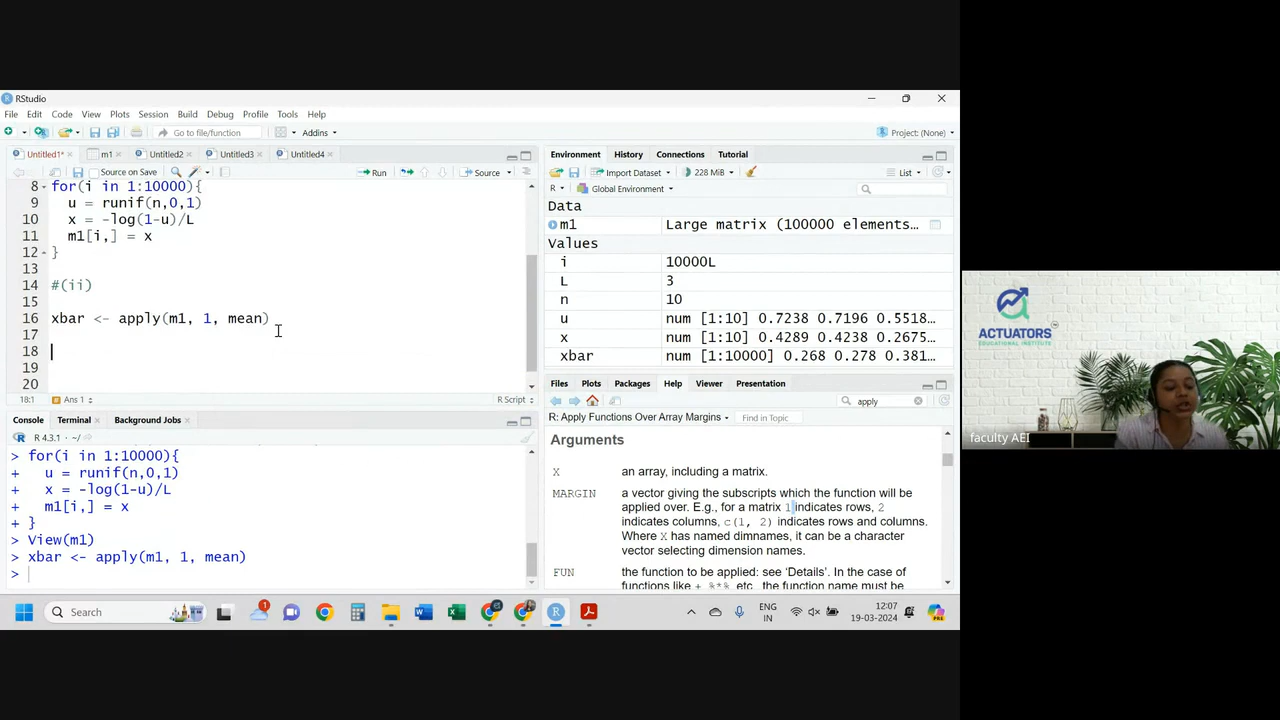 RStudio
File Edit Code View Plots Session Build Debug Profile Tools Help
Go to file/function Addins Project: (None)
Untitled1* m1 Untitled2 Untitled3 Untitled4
Source on Save Run Source
8 for(i in 1:10000){
9 u = runif(n,0,1)
10 x = -log(1-u)/L
11 m1[i,] = x
12 }
13
14 #(ii)
15
16 xbar <- apply(m1, 1, mean)
17
18
19
20
18:1 Ans 1 R Script
Console Terminal Background Jobs
R 4.3.1 · ~/
> for(i in 1:10000){
+ u = runif(n,0,1)
+ x = -log(1-u)/L
+ m1[i,] = x
+ }
> View(m1)
> xbar <- apply(m1, 1, mean)
>
Environment History Connections Tutorial
Import Dataset 228 MiB List
R Global Environment
Data
m1 Large matrix (100000 elements…
Values
i 10000L
L 3
n 10
u num [1:10] 0.7238 0.7196 0.5518…
x num [1:10] 0.4289 0.4238 0.2675…
xbar num [1:10000] 0.268 0.278 0.381…
Files Plots Packages Help Viewer Presentation
apply
R: Apply Functions Over Array Margins Find in Topic
Arguments
X an array, including a matrix.
MARGIN a vector giving the subscripts which the function will be
applied over. E.g., for a matrix 1 indicates rows, 2
indicates columns, c(1, 2) indicates rows and columns.
Where X has named dimnames, it can be a character
vector selecting dimension names.
FUN the function to be applied: see ‘Details’. In the case of
functions like + %*% etc. the function name must be
Search
1
ENG
IN
12:07
19-03-2024
ACTUATORS
EDUCATIONAL INSTITUTE
faculty AEI